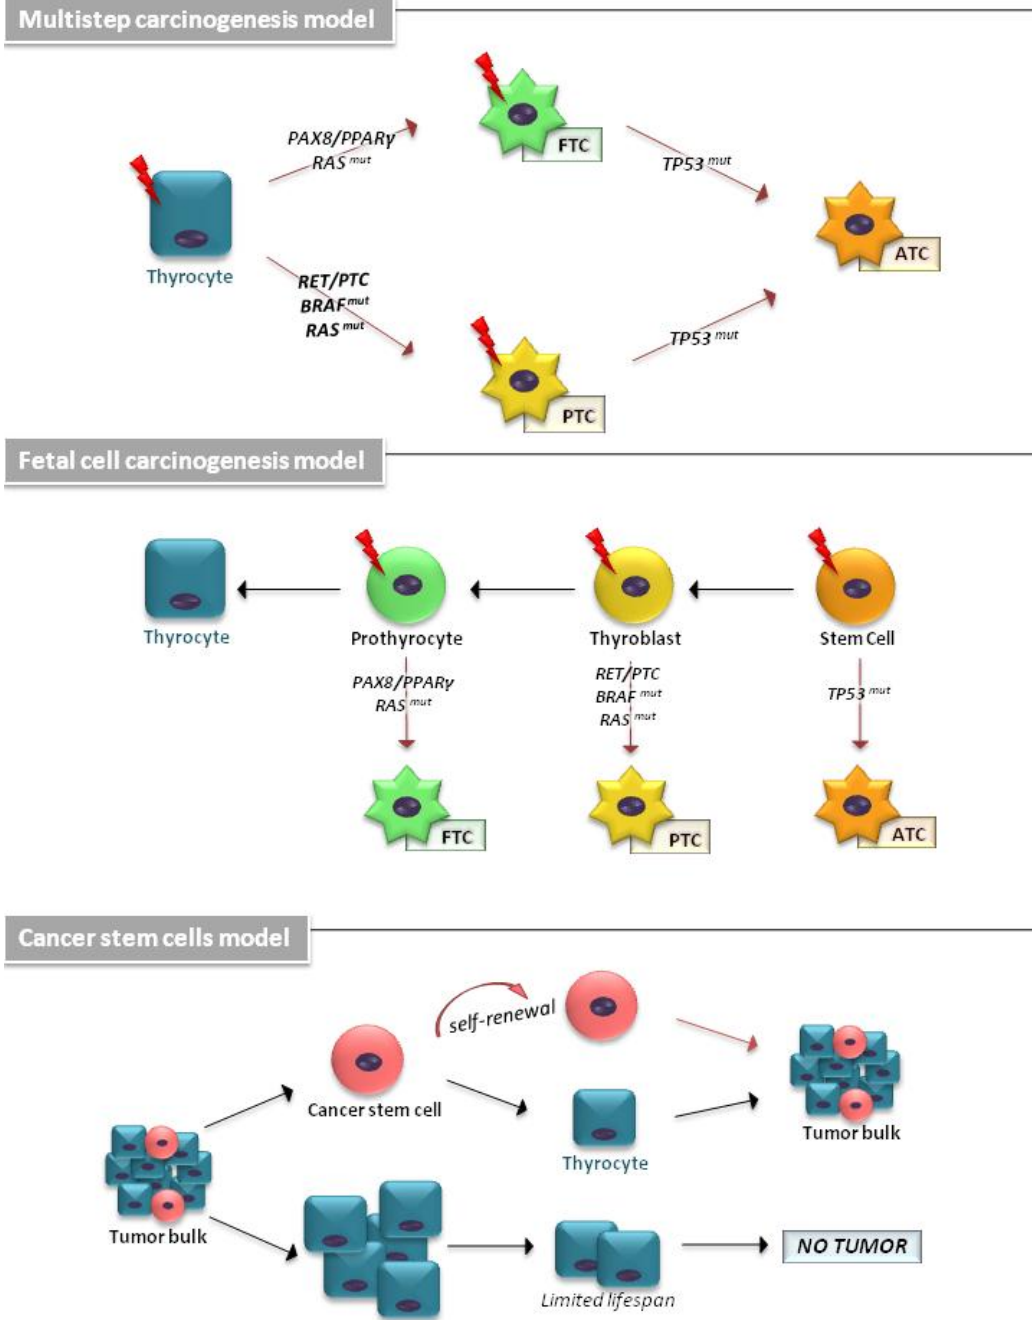 Multistep carcinogenesis model
PAX8/PPARγ
RAS mut
FTC
TP53 mut
Thyrocyte
ATC
RET/PTC
BRAF mut
RAS mut
TP53 mut
PTC
Fetal cell carcinogenesis model
Thyrocyte
Prothyrocyte
Thyroblast
Stem Cell
PAX8/PPARγ
RAS mut
RET/PTC
BRAF mut
RAS mut
TP53 mut
FTC
PTC
ATC
Cancer stem cells model
self-renewal
Cancer stem cell
Thyrocyte
Tumor bulk
Tumor bulk
Limited lifespan
NO TUMOR